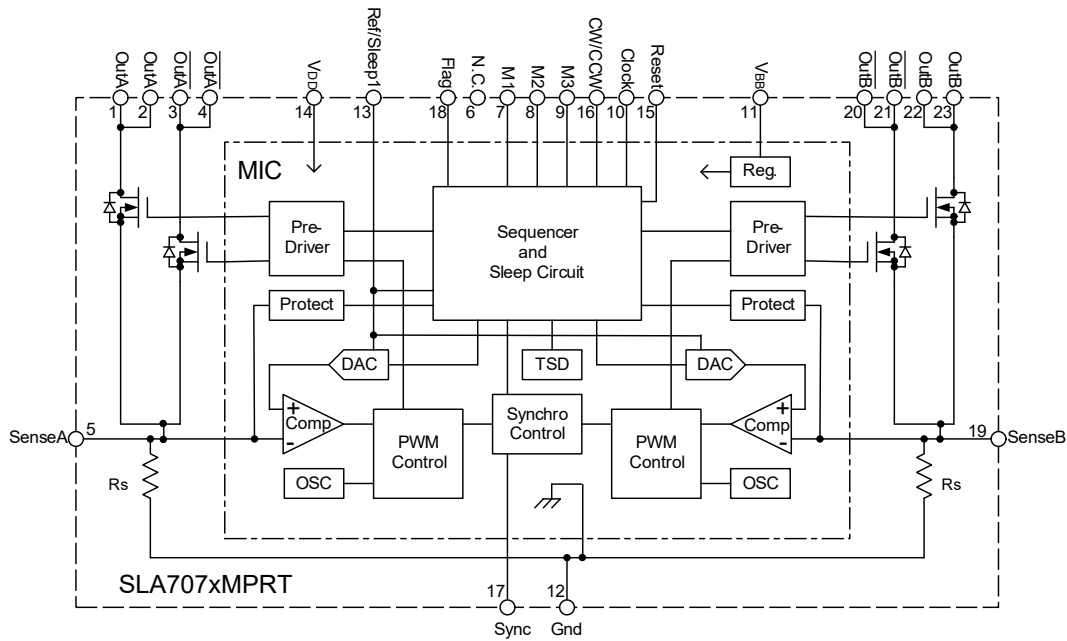 OutA
OutA
OutA
OutA
VDD
Ref/Sleep1
Flag
N.C.
M1
M2
M3
CW/CCW
Clock
Reset
VBB
OutB
OutB
OutB
OutB
1
2
3
4
14
13
18
6
7
8
9
16
10
15
11
20
21
22
23
MIC
Reg.
Pre-
Driver
Sequencer
and
Sleep Circuit
Pre-
Driver
Protect
Protect
DAC
TSD
DAC
+
Comp
-
PWM
Control
Synchro
Control
PWM
Control
+
Comp
-
SenseA
5
19
SenseB
Rs
OSC
OSC
Rs
SLA707xMPRT
17
12
Sync
Gnd